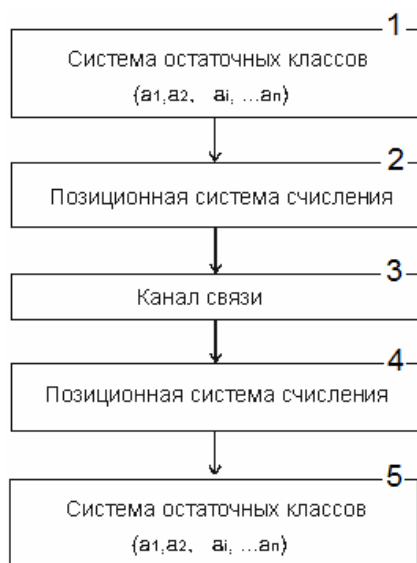 1
Система остаточных классов
(a1,a2, ai, ...an)
2
Позиционная система счисления
3
Канал связи
4
Позиционная система счисления
5
Система остаточных классов
(a1,a2, ai, ...an)